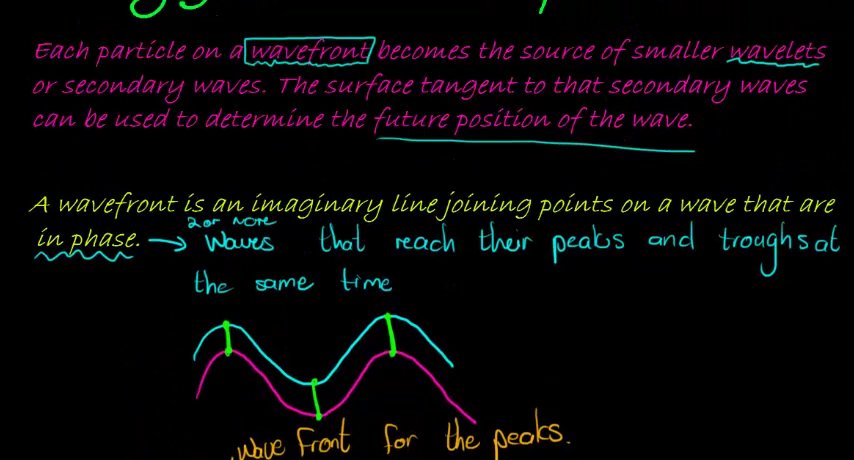 Each particle on a wavefront becomes the source of smaller wavelets
or secondary waves. The surface tangent to that secondary waves
can be used to determine the future position of the wave.
A wavefront is an imaginary line joining points on a wave that are
2 or more
in phase. → Waves that reach their peaks and troughs at
the same time
Wave front for the peaks.